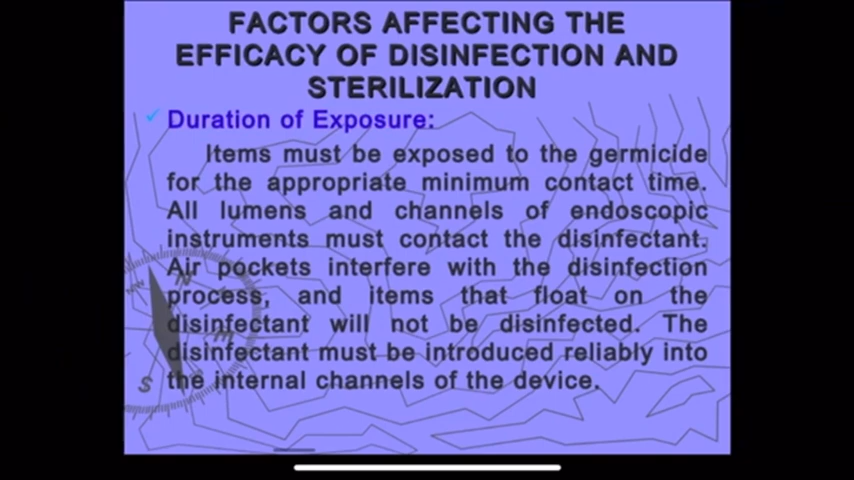 FACTORS AFFECTING THE
EFFICACY OF DISINFECTION AND
STERILIZATION
✓ Duration of Exposure:
Items must be exposed to the germicide
for the appropriate minimum contact time.
All lumens and channels of endoscopic
instruments must contact the disinfectant.
Air pockets interfere with the disinfection
process, and items that float on the
disinfectant will not be disinfected. The
disinfectant must be introduced reliably into
the internal channels of the device.
NW
N
E
S